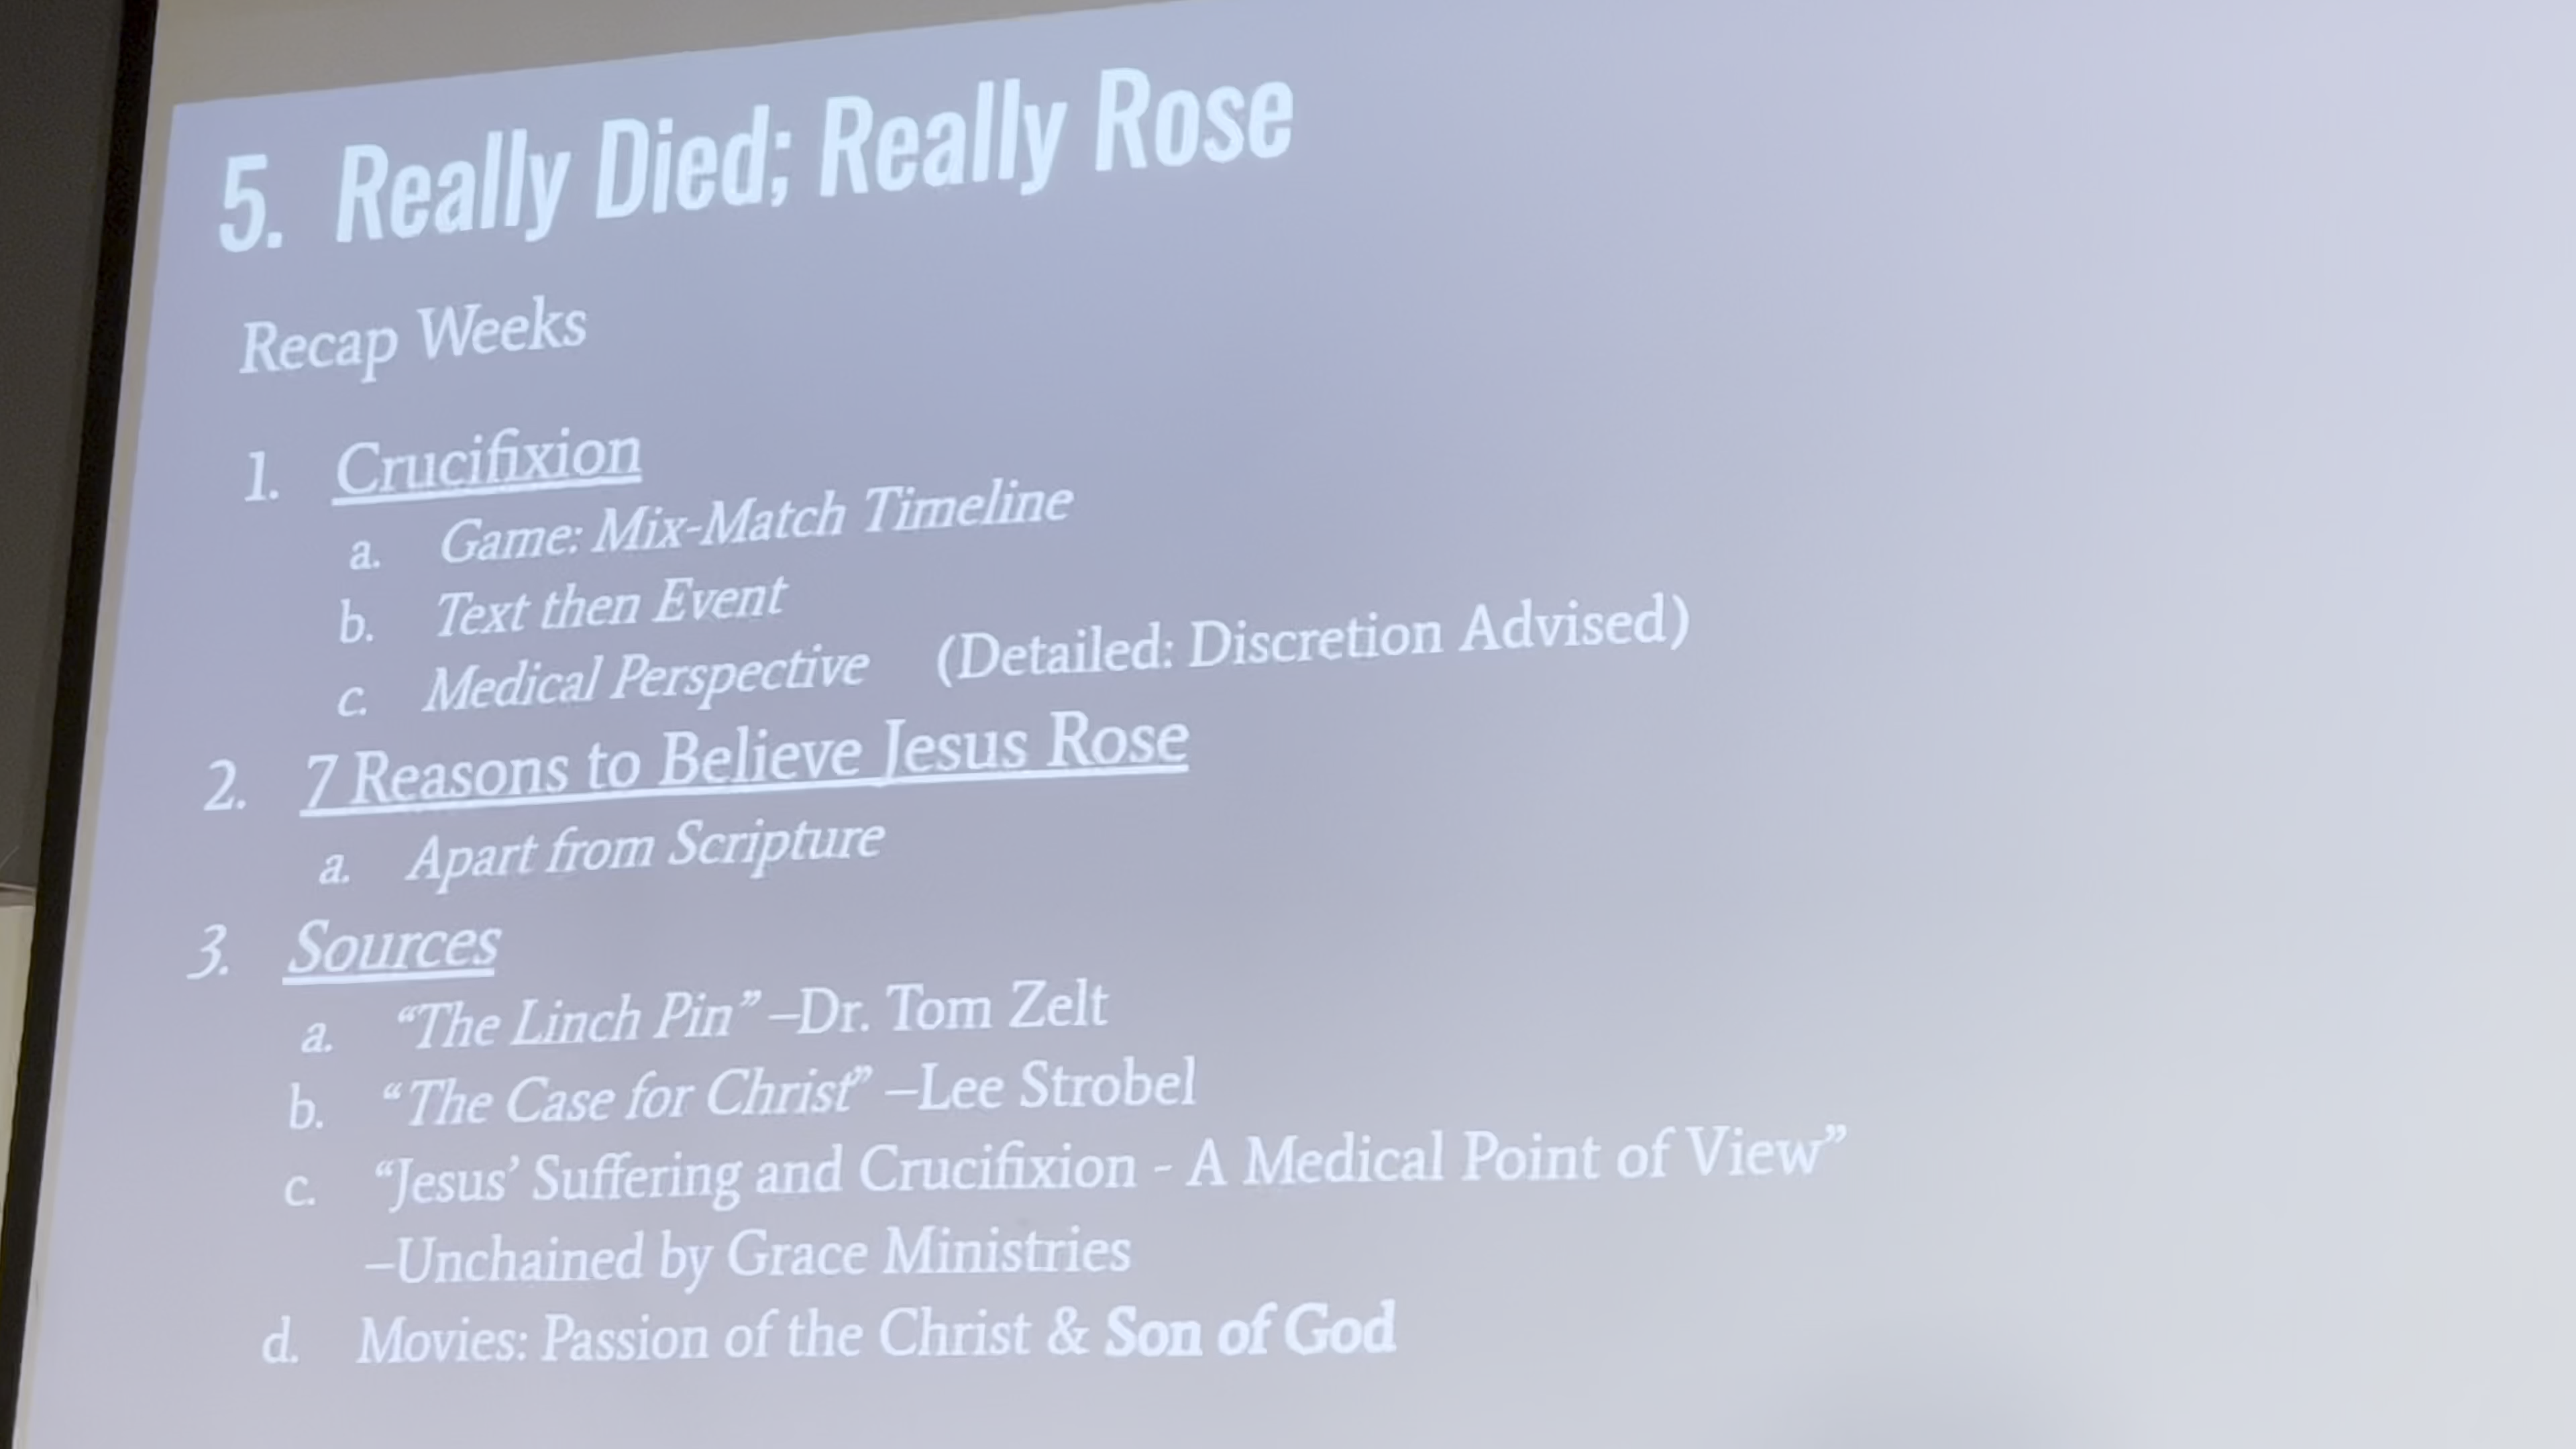 5. Really Died; Really Rose
Recap Weeks
1. Crucifixion
a. Game: Mix-Match Timeline
b. Text then Event
c. Medical Perspective (Detailed: Discretion Advised)
2. 7 Reasons to Believe Jesus Rose
a. Apart from Scripture
3. Sources
a. “The Linch Pin” –Dr. Tom Zelt
b. “The Case for Christ” –Lee Strobel
c. “Jesus’ Suffering and Crucifixion - A Medical Point of View”
–Unchained by Grace Ministries
d. Movies: Passion of the Christ & Son of God